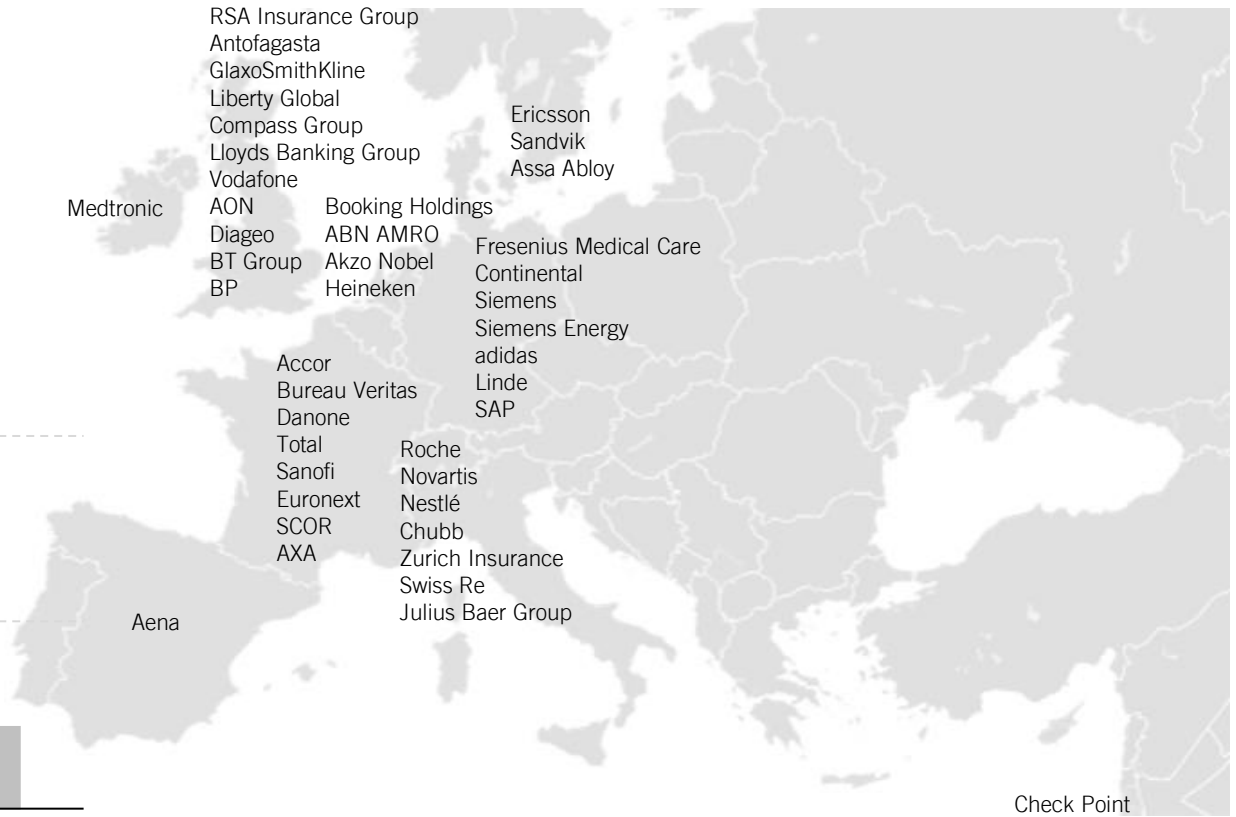 RSA Insurance Group
Antofagasta
GlaxoSmithKline
Liberty Global
Compass Group
Lloyds Banking Group
Vodafone
AON
Diageo
BT Group
BP
Medtronic
Booking Holdings
ABN AMRO
Akzo Nobel
Heineken
Ericsson
Sandvik
Assa Abloy
Fresenius Medical Care
Continental
Siemens
Siemens Energy
adidas
Linde
SAP
Accor
Bureau Veritas
Danone
Total
Sanofi
Euronext
SCOR
AXA
Roche
Novartis
Nestlé
Chubb
Zurich Insurance
Swiss Re
Julius Baer Group
Aena
Check Point